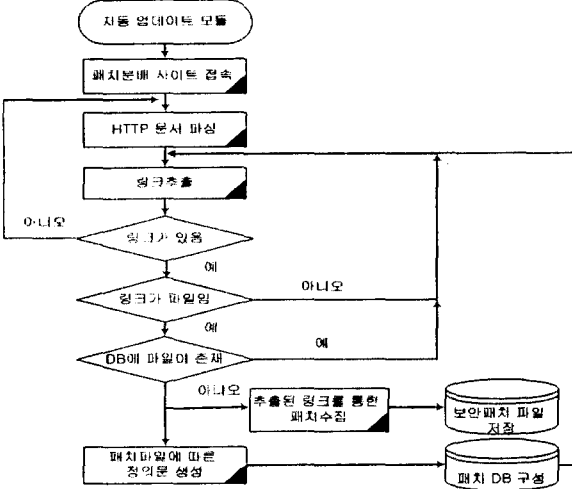 자동 업데이트 모듈
패치분배 사이트 접속
HTTP 문서 파싱
링크추출
아니오
링크가 있음
예
링크가 파일임
아니오
예
DB에 파일이 존재
예
아니오
추출된 링크를 통한
패치수집
보안패치 파일
저장
패치파일에 따른
정의문 생성
패치 DB 구성